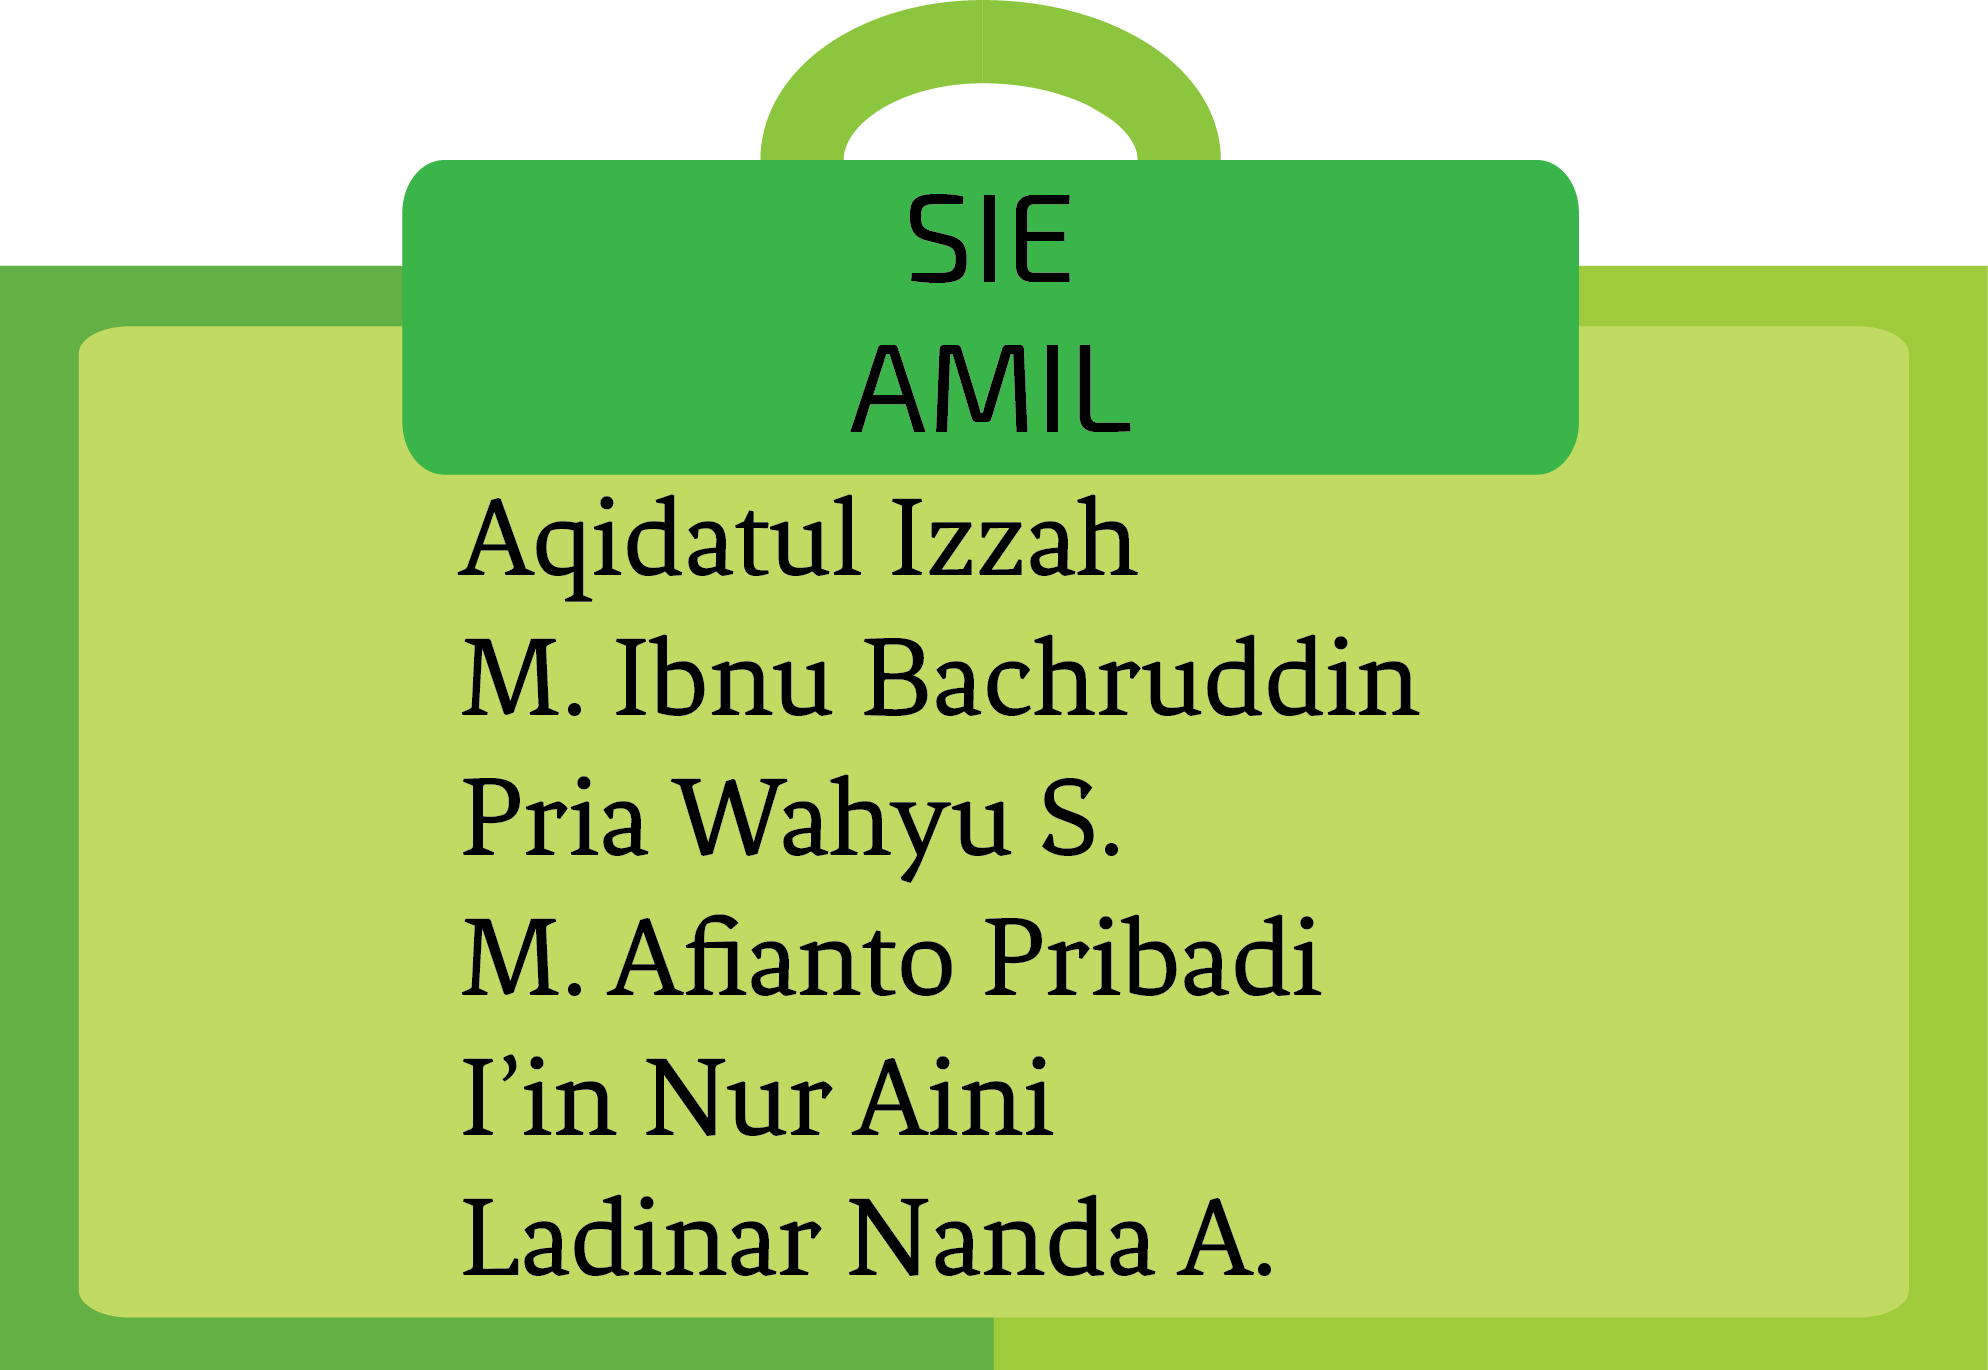 SIE
AMIL
Aqidatul Izzah
M. Ibnu Bachruddin
Pria Wahyu S.
M. Afianto Pribadi
I’in Nur Aini
Ladinar Nanda A.